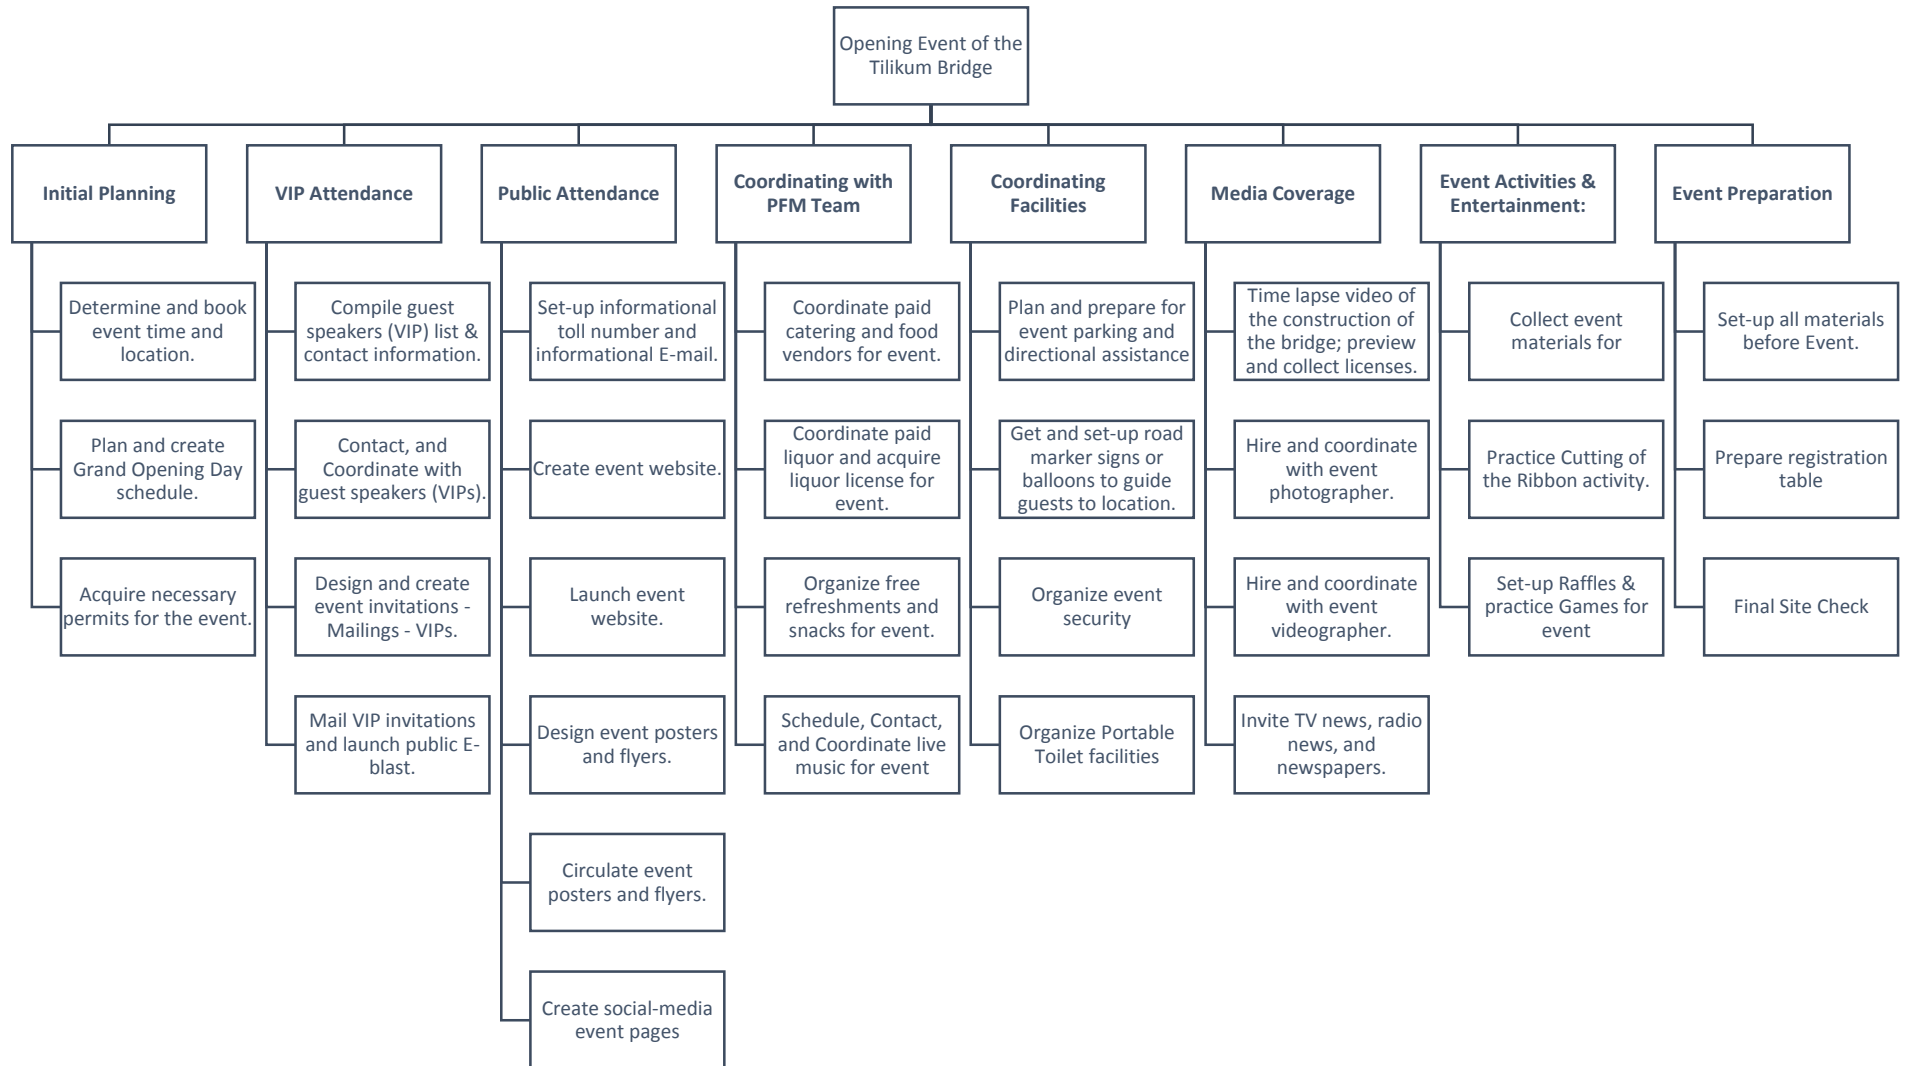 Opening Event of the
Tilikum Bridge
Initial Planning
Determine and book
event time and
location.
Plan and create
Grand Opening Day
schedule.
Acquire necessary
permits for the event.
VIP Attendance
Compile guest
speakers (VIP) list &
contact information.
Contact, and
Coordinate with
guest speakers (VIPs).
Design and create
event invitations -
Mailings - VIPs.
Mail VIP invitations
and launch public E-
blast.
Public Attendance
Set-up informational
toll number and
informational E-mail.
Create event website.
Launch event
website.
Design event posters
and flyers.
Circulate event
posters and flyers.
Create social-media
event pages
Coordinating with
PFM Team
Coordinate paid
catering and food
vendors for event.
Coordinate paid
liquor and acquire
liquor license for
event.
Organize free
refreshments and
snacks for event.
Schedule, Contact,
and Coordinate live
music for event
Coordinating
Facilities
Plan and prepare for
event parking and
directional assistance
Get and set-up road
marker signs or
balloons to guide
guests to location.
Organize event
security
Organize Portable
Toilet facilities
Media Coverage
Time lapse video of
the construction of
the bridge; preview
and collect licenses.
Hire and coordinate
with event
photographer.
Hire and coordinate
with event
videographer.
Invite TV news, radio
news, and
newspapers.
Event Activities &
Entertainment:
Collect event
materials for
Practice Cutting of
the Ribbon activity.
Set-up Raffles &
practice Games for
event
Event Preparation
Set-up all materials
before Event.
Prepare registration
table
Final Site Check